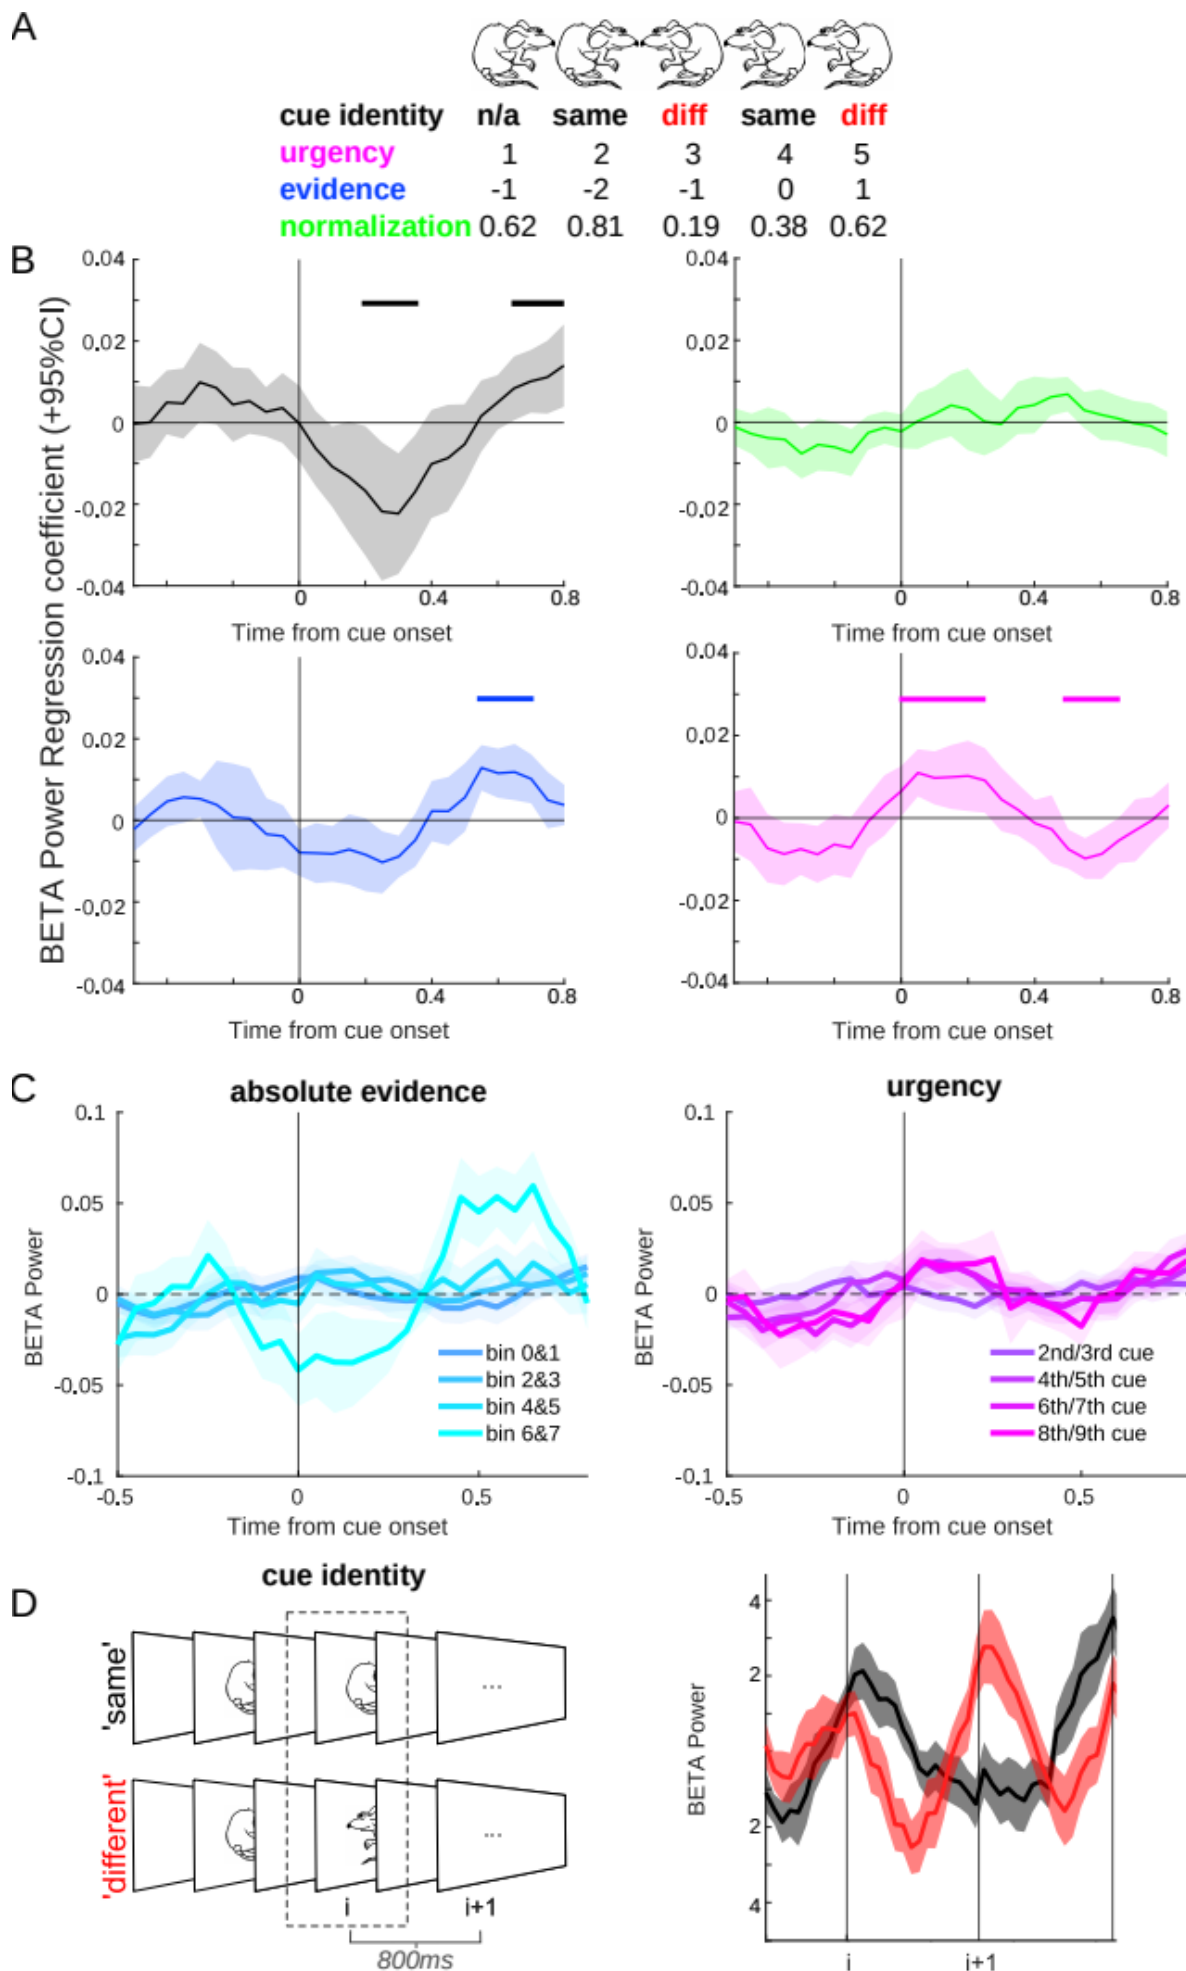 A
cue identity n/a same diff same diff
urgency 1 2 3 4 5
evidence -1 -2 -1 0 1
normalization 0.62 0.81 0.19 0.38 0.62
B
BETA Power Regression coefficient (+95%CI)
0.04
0.02
0
-0.02
-0.04
0 0.4 0.8
Time from cue onset
0.04
0.02
0
-0.02
-0.04
0 0.4 0.8
Time from cue onset
0.04
0.02
0
-0.02
-0.04
0 0.4 0.8
Time from cue onset
0.04
0.02
0
-0.02
-0.04
0 0.4 0.8
Time from cue onset
C
absolute evidence
BETA Power
0.1
0.05
0
-0.05
-0.1
bin 0&1
bin 2&3
bin 4&5
bin 6&7
-0.5 0 0.5
Time from cue onset
urgency
BETA Power
0.1
0.05
0
-0.05
-0.1
2nd/3rd cue
4th/5th cue
6th/7th cue
8th/9th cue
-0.5 0 0.5
Time from cue onset
D
cue identity
'same'
...
'different'
...
i i+1
800ms
BETA Power
4
2
2
4
i i+1